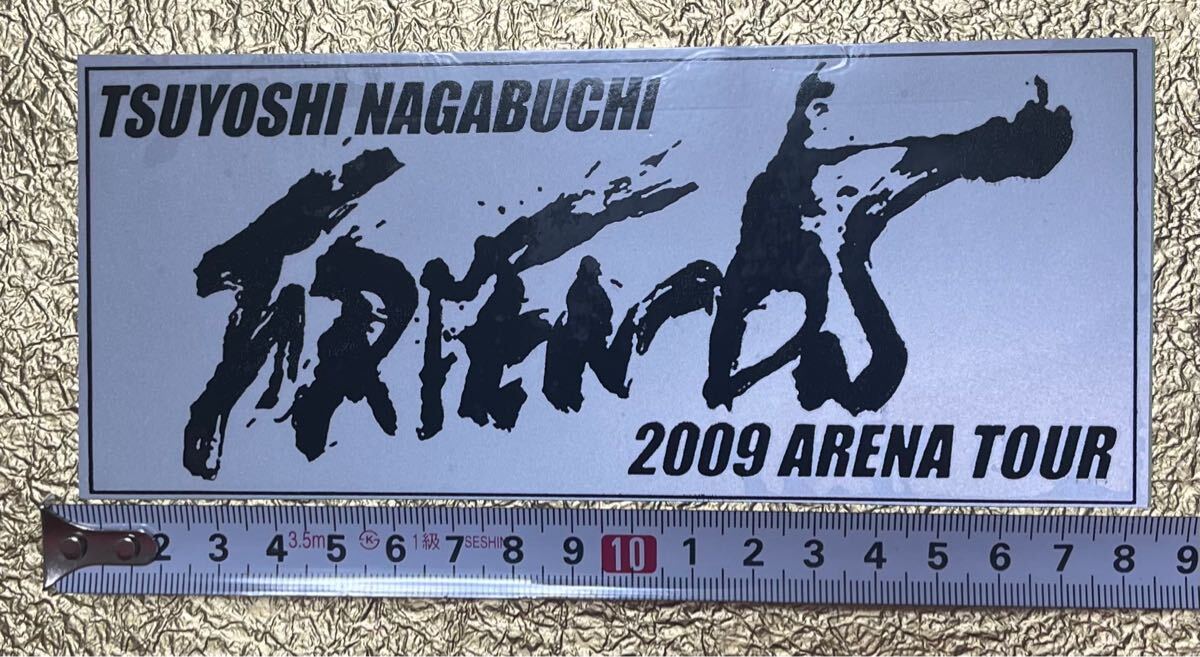 TSUYOSHI NAGABUCHI
FRIENDS
2009 ARENA TOUR
2 3 4 3.5m 5 K 6 1級 7 SESHIN 8 9 10 1 2 3 4 5 6 7 8 9